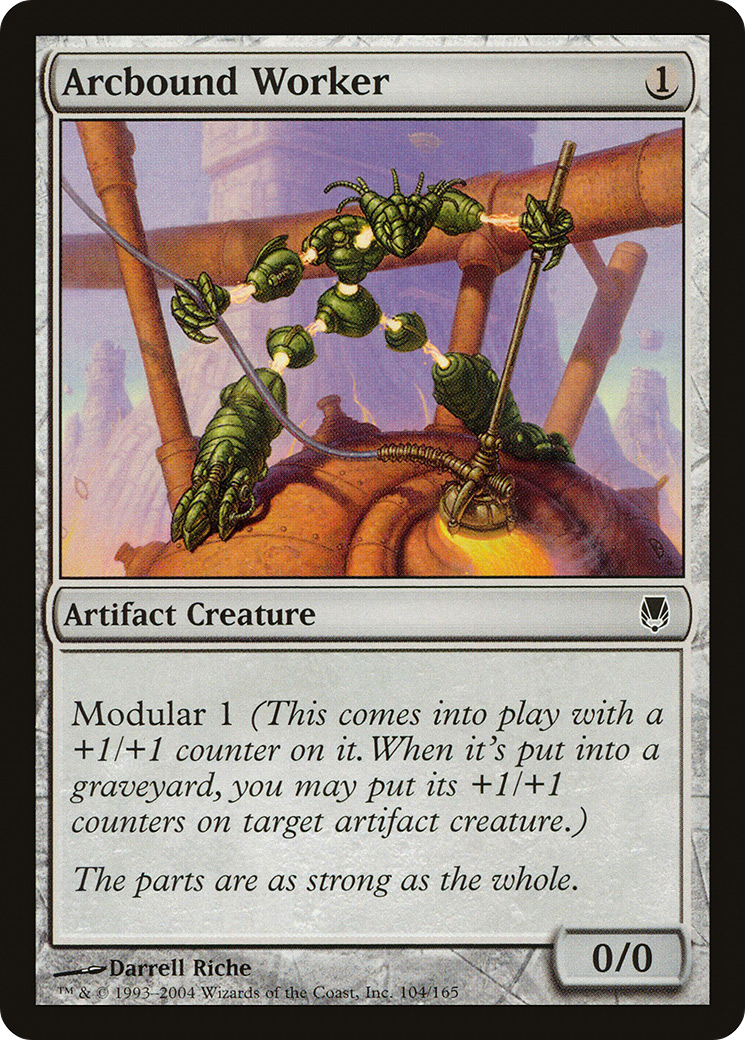 Arcbound Worker 1
Artifact Creature
Modular 1 (This comes into play with a
+1/+1 counter on it. When it's put into a
graveyard, you may put its +1/+1
counters on target artifact creature.)
The parts are as strong as the whole.
0/0
Darrell Riche
™ & © 1993–2004 Wizards of the Coast, Inc. 104/165